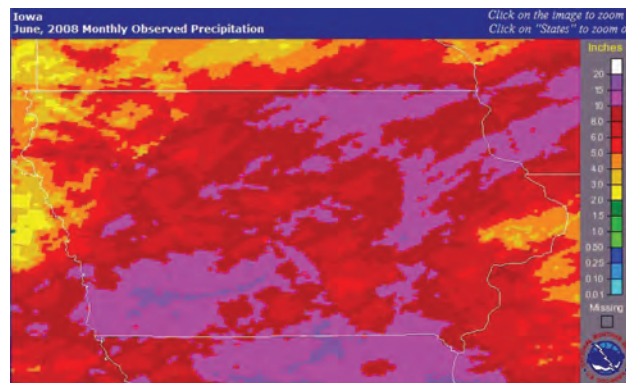 Iowa
June, 2008 Monthly Observed Precipitation
Click on the image to zoom
Click on "States" to zoom o
Inches
20
15
10
8.0
6.0
5.0
4.0
3.0
2.0
1.5
1.0
0.50
0.25
0.10
0.01
Missing